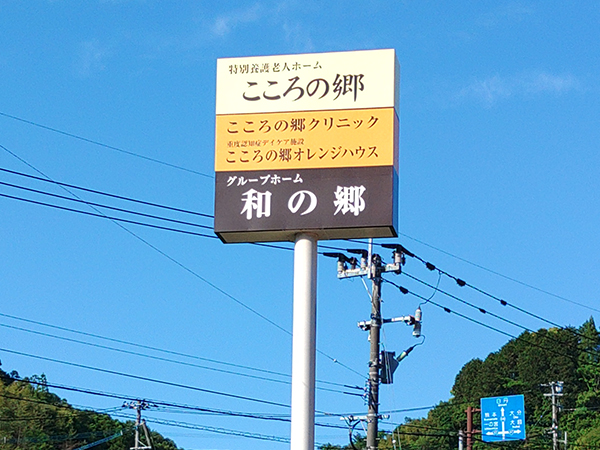 特別養護老人ホーム
こころの郷
こころの郷クリニック
重度認知症デイケア施設
こころの郷オレンジハウス
グループホーム
和の郷